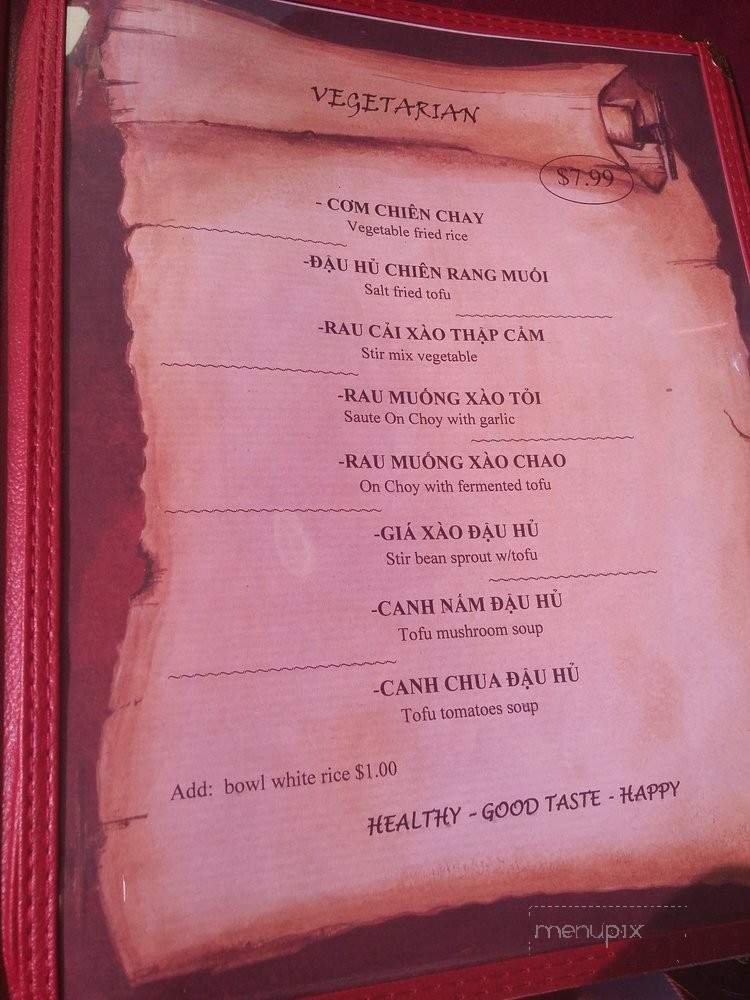 VEGETARIAN
$7.99
- CƠM CHIÊN CHAY
Vegetable fried rice
-ĐẬU HỦ CHIÊN RANG MUỐI
Salt fried tofu
-RAU CẢI XÀO THẬP CẢM
Stir mix vegetable
-RAU MUỐNG XÀO TỎI
Saute On Choy with garlic
-RAU MUỐNG XÀO CHAO
On Choy with fermented tofu
-GIÁ XÀO ĐẬU HỦ
Stir bean sprout w/tofu
-CANH NẤM ĐẬU HỦ
Tofu mushroom soup
-CANH CHUA ĐẬU HỦ
Tofu tomatoes soup
Add: bowl white rice $1.00
HEALTHY - GOOD TASTE - HAPPY
menupix